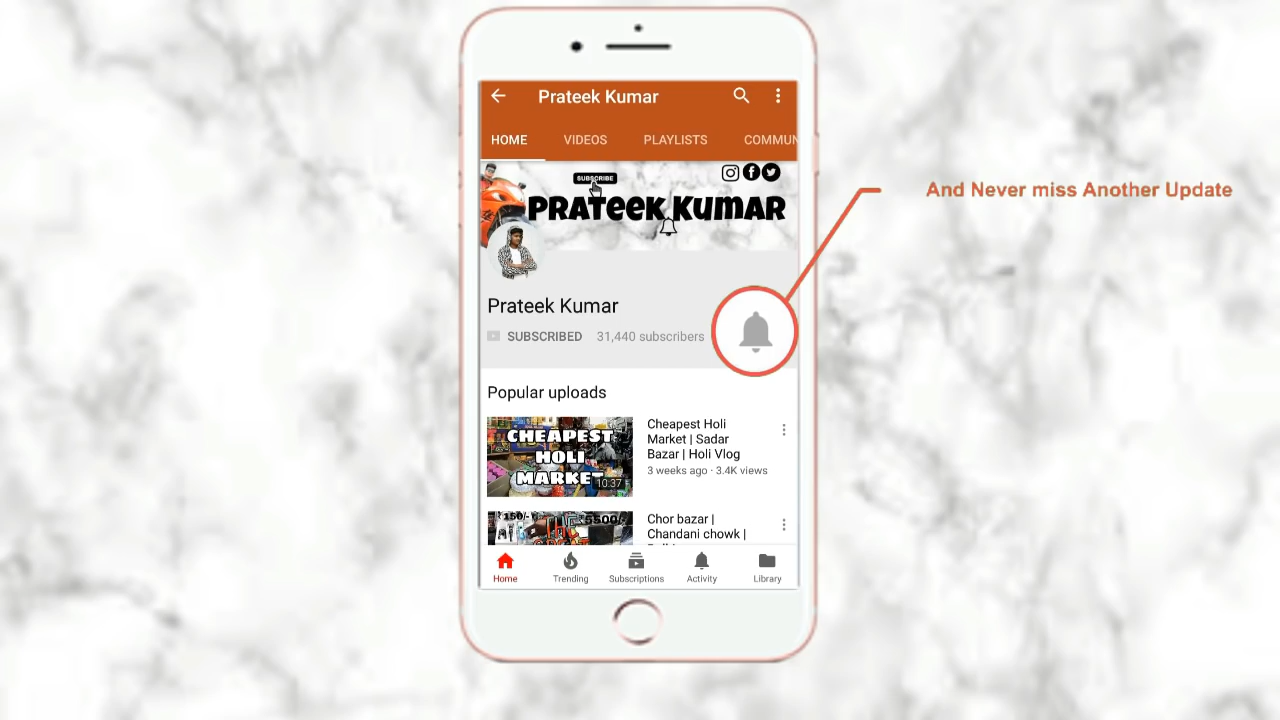 Prateek Kumar
HOME VIDEOS PLAYLISTS COMMUN
SUBSCRIBE
PRATEEK KUMAR
And Never miss Another Update
Prateek Kumar
SUBSCRIBED 31,440 subscribers
Popular uploads
CHEAPEST
HOLI
MARKET
10:37
Cheapest Holi
Market | Sadar
Bazar | Holi Vlog
3 weeks ago · 3.4K views
150/-
5500/-
Chor bazar |
Chandani chowk |
Home Trending Subscriptions Activity Library